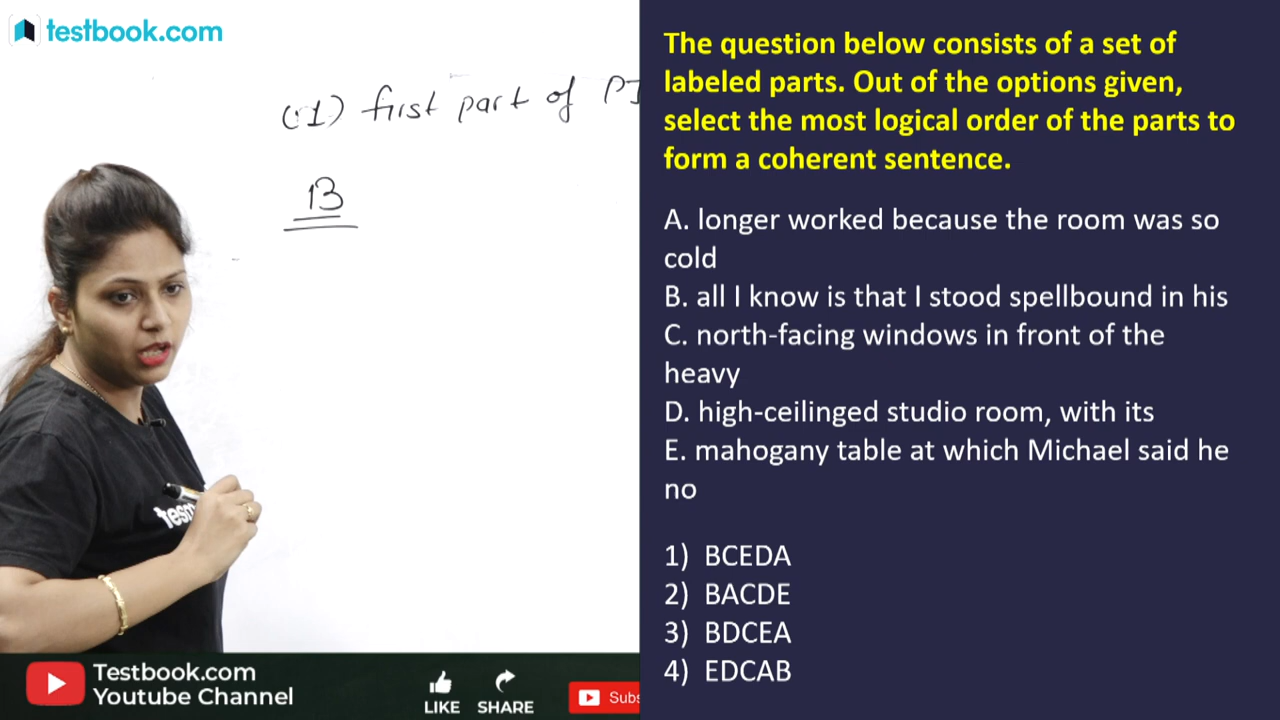 testbook.com
(1) first part of PJ
13
The question below consists of a set of
labeled parts. Out of the options given,
select the most logical order of the parts to
form a coherent sentence.
A. longer worked because the room was so
cold
B. all I know is that I stood spellbound in his
C. north-facing windows in front of the
heavy
D. high-ceilinged studio room, with its
E. mahogany table at which Michael said he
no
1) BCEDA
2) BACDE
3) BDCEA
4) EDCAB
Testbook.com
Youtube Channel
LIKE
SHARE
Subs